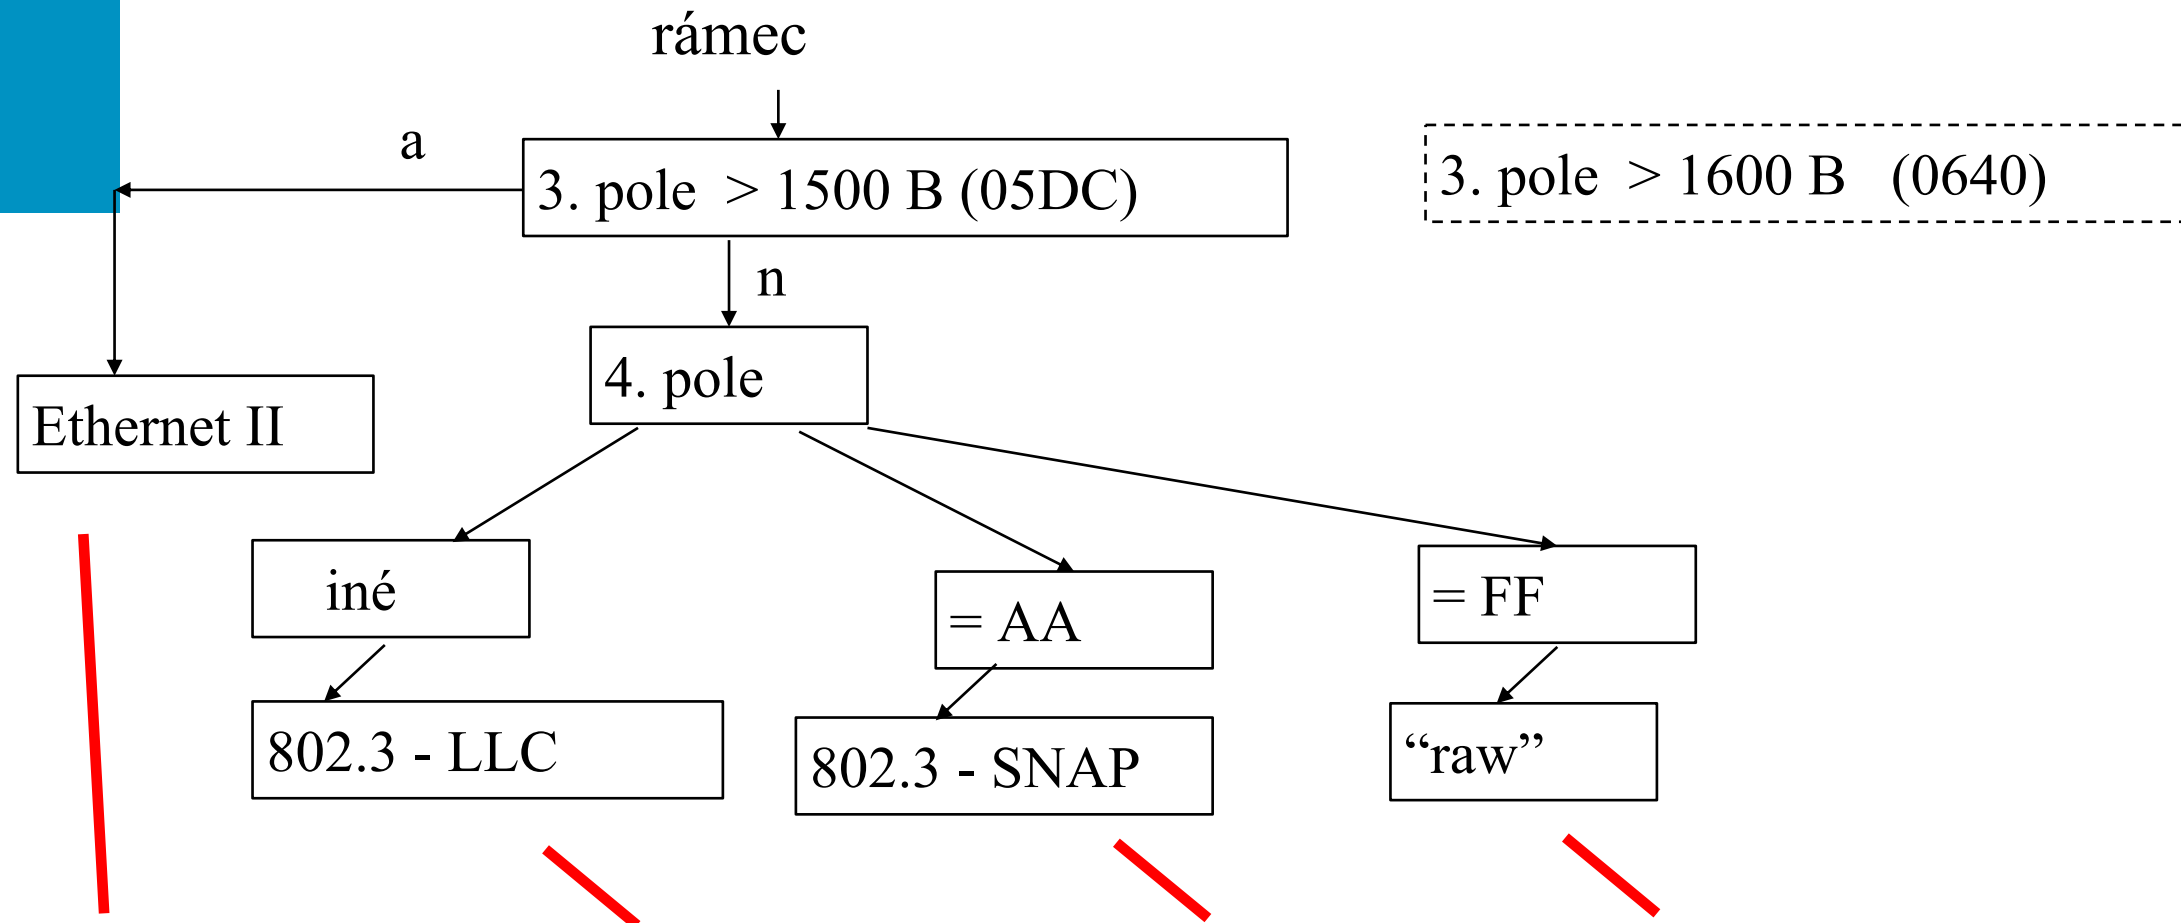 rámec
a
3. pole > 1500 B (05DC)
3. pole > 1600 B (0640)
n
4. pole
Ethernet II
iné
= AA
= FF
802.3 - LLC
802.3 - SNAP
“raw”